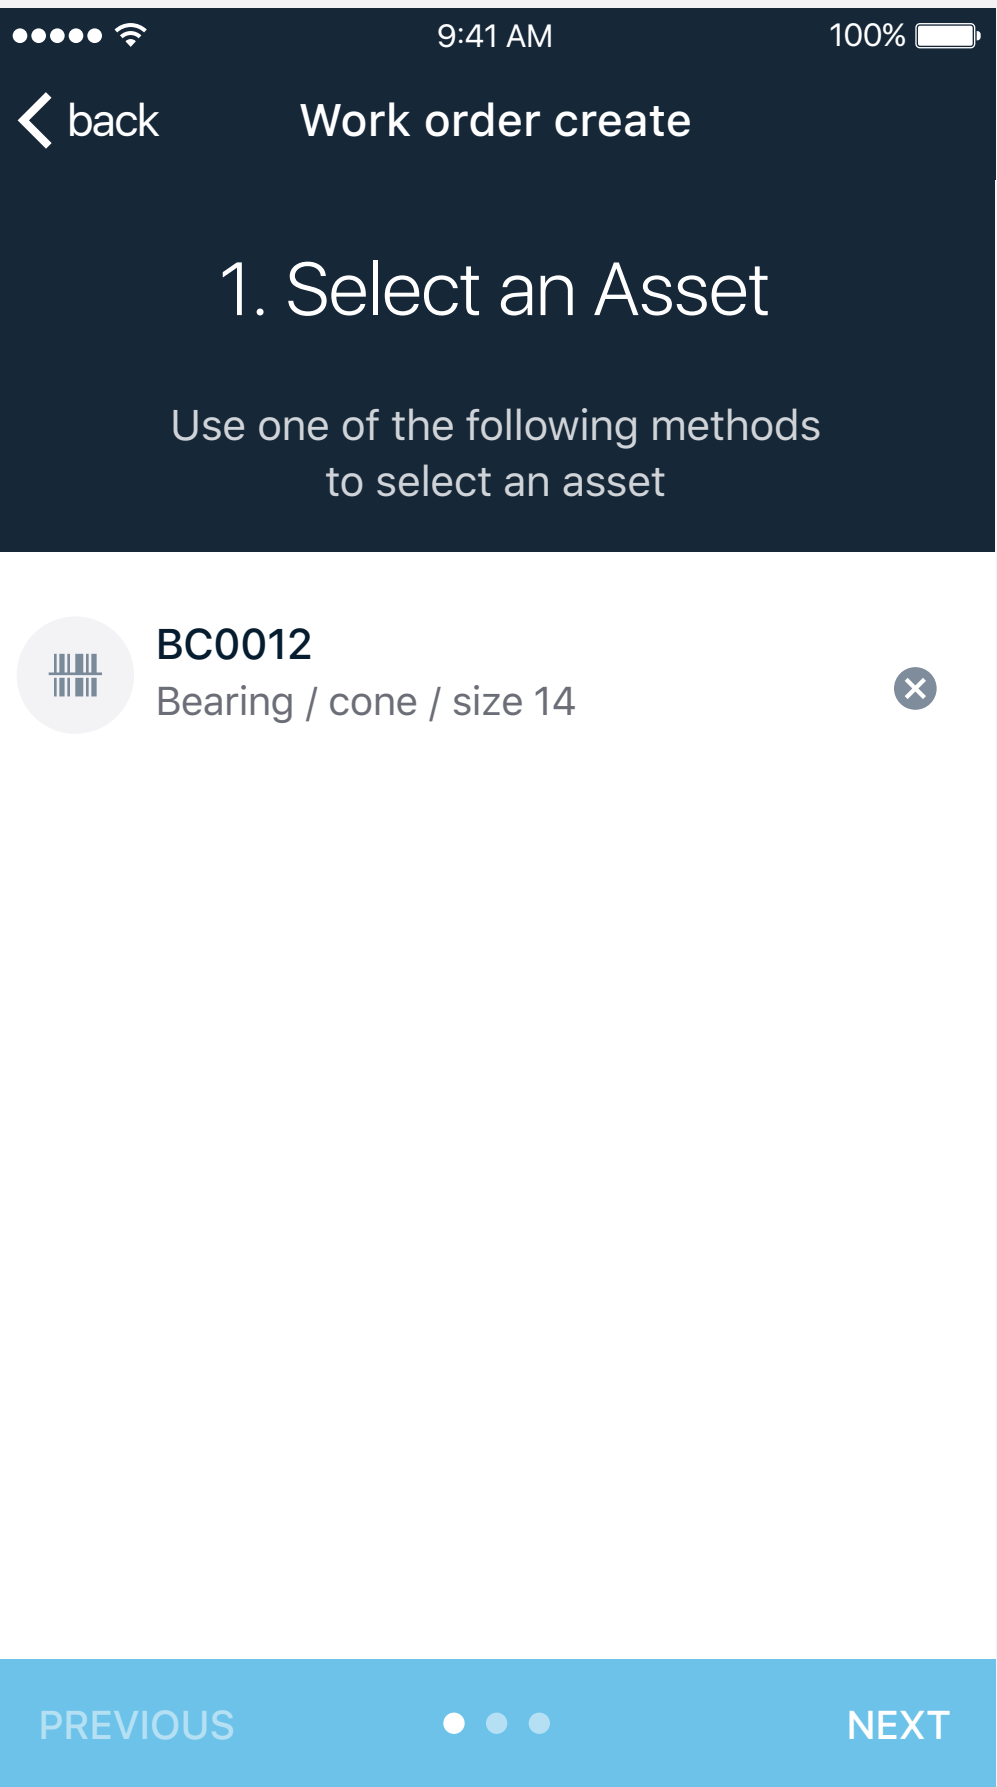 9:41 AM
100%
back
Work order create
1. Select an Asset
Use one of the following methods
to select an asset
BC0012
Bearing / cone / size 14
PREVIOUS
NEXT